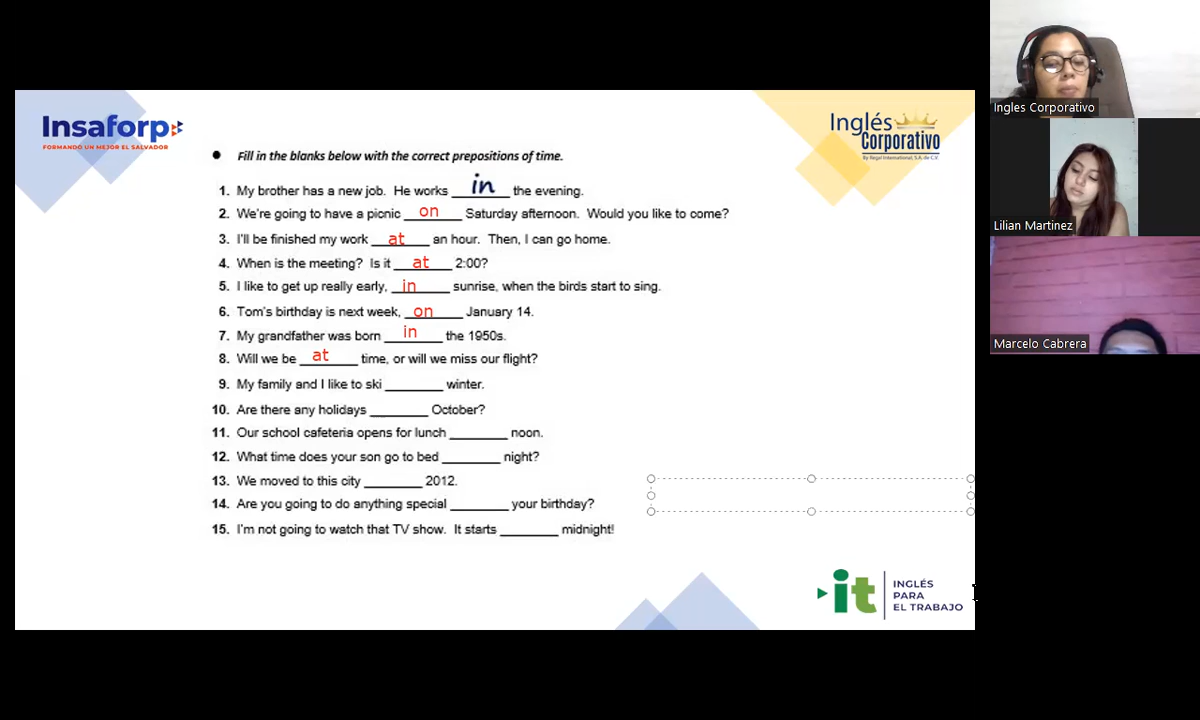 Insaforp
FORMANDO UN MEJOR EL SALVADOR
Inglés
Corporativo
By Regal International, S.A. de C.V.
• Fill in the blanks below with the correct prepositions of time.
1. My brother has a new job. He works in the evening.
2. We're going to have a picnic on Saturday afternoon. Would you like to come?
3. I'll be finished my work at an hour. Then, I can go home.
4. When is the meeting? Is it at 2:00?
5. I like to get up really early, in sunrise, when the birds start to sing.
6. Tom's birthday is next week, on January 14.
7. My grandfather was born in the 1950s.
8. Will we be at time, or will we miss our flight?
9. My family and I like to ski ________ winter.
10. Are there any holidays ________ October?
11. Our school cafeteria opens for lunch ________ noon.
12. What time does your son go to bed ________ night?
13. We moved to this city ________ 2012.
14. Are you going to do anything special ________ your birthday?
15. I'm not going to watch that TV show. It starts ________ midnight!
it
INGLÉS
PARA
EL TRABAJO
Ingles Corporativo
Lilian Martinez
Marcelo Cabrera